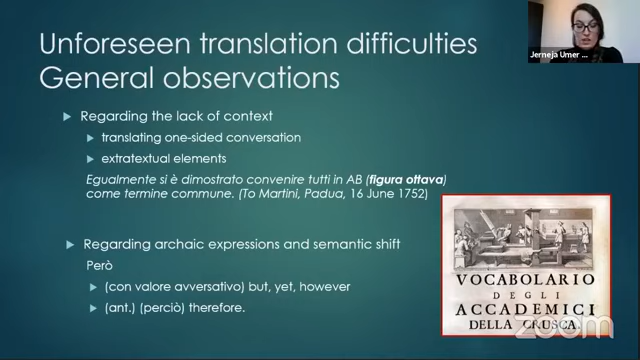 Unforeseen translation difficulties
General observations
Regarding the lack of context
translating one-sided conversation
extratextual elements
Egualmente si è dimostrato convenire tutti in AB (figura ottava)
come termine commune. (To Martini, Padua, 16 June 1752)
Regarding archaic expressions and semantic shift
Però
(con valore avversativo) but, yet, however
(ant.) (perciò) therefore.
Jerneja Umer ...
VOCABOLARIO
DEGLI
ACCADEMICI
DELLA CRUSCA.
zoom